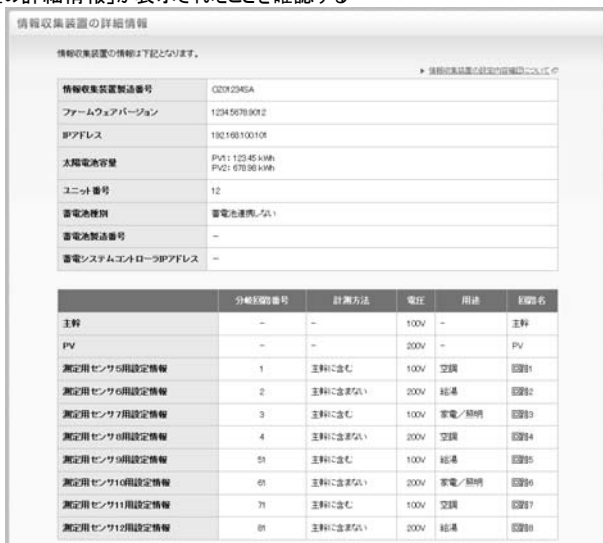 の詳細情報」が表示されたことを確認する
情報収集装置の詳細情報
情報収集装置の情報は下記となります。
情報収集装置の設定内容確認について
情報収集装置製造番号 OZ01234SA
ファームウェアバージョン 1234.5678.9012
IPアドレス 192.168.100.101
太陽電池容量 PV1: 123.45 kWh
PV2: 678.98 kWh
ユニット番号 12
蓄電池種別 蓄電池連携しない
蓄電池製造番号 −
蓄電システムコントローラIPアドレス −
分岐回路番号 計測方法 電圧 用途 回路名
主幹 − − 100V − 主幹
PV − − 200V − PV
測定用センサ5用設定情報 1 主幹に含む 100V 空調 回路1
測定用センサ6用設定情報 2 主幹に含まない 200V 給湯 回路2
測定用センサ7用設定情報 3 主幹に含む 100V 家電／照明 回路3
測定用センサ8用設定情報 4 主幹に含まない 200V 空調 回路4
測定用センサ9用設定情報 51 主幹に含む 100V 給湯 回路5
測定用センサ10用設定情報 61 主幹に含まない 200V 家電／照明 回路6
測定用センサ11用設定情報 71 主幹に含む 100V 空調 回路7
測定用センサ12用設定情報 81 主幹に含まない 200V 給湯 回路8